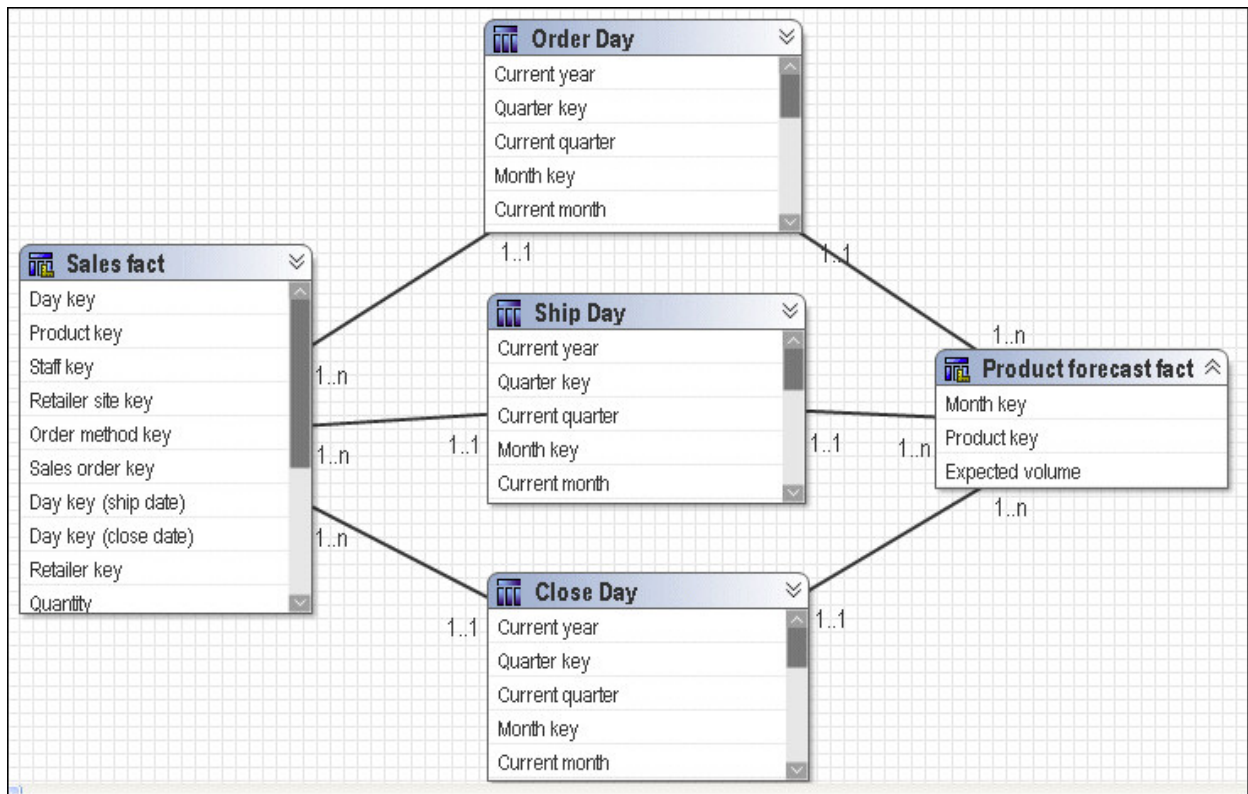 Order Day
Current year
Quarter key
Current quarter
Month key
Current month
1..1
1..1
Sales fact
Day key
Product key
Staff key
Retailer site key
Order method key
Sales order key
Day key (ship date)
Day key (close date)
Retailer key
Quantity
1..n
1..n
1..n
Ship Day
Current year
Quarter key
Current quarter
Month key
Current month
1..1
1..1
Product forecast fact
Month key
Product key
Expected volume
1..n
1..n
1..n
Close Day
Current year
Quarter key
Current quarter
Month key
Current month
1..1
1..1